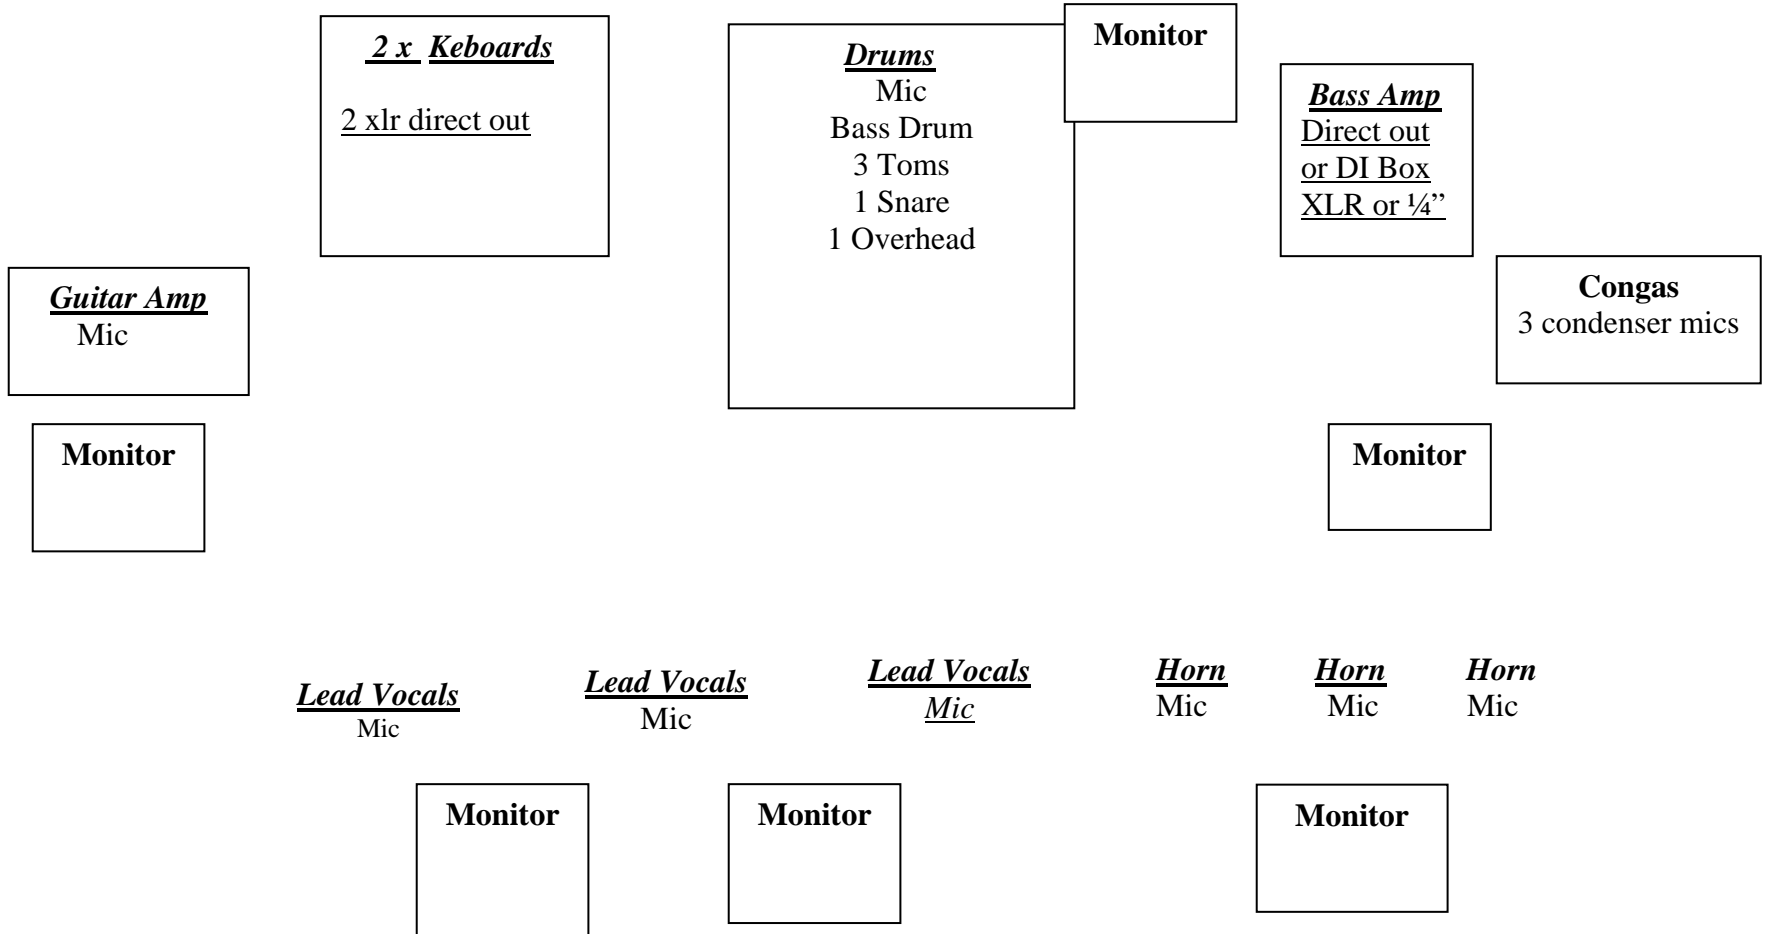 2 x Keboards
2 xlr direct out
Drums
Mic
Bass Drum
3 Toms
1 Snare
1 Overhead
Monitor
Bass Amp
Direct out
or DI Box
XLR or ¼”
Guitar Amp
Mic
Congas
3 condenser mics
Monitor
Monitor
Lead Vocals
Mic
Lead Vocals
Mic
Lead Vocals
Mic
Horn
Mic
Horn
Mic
Horn
Mic
Monitor
Monitor
Monitor